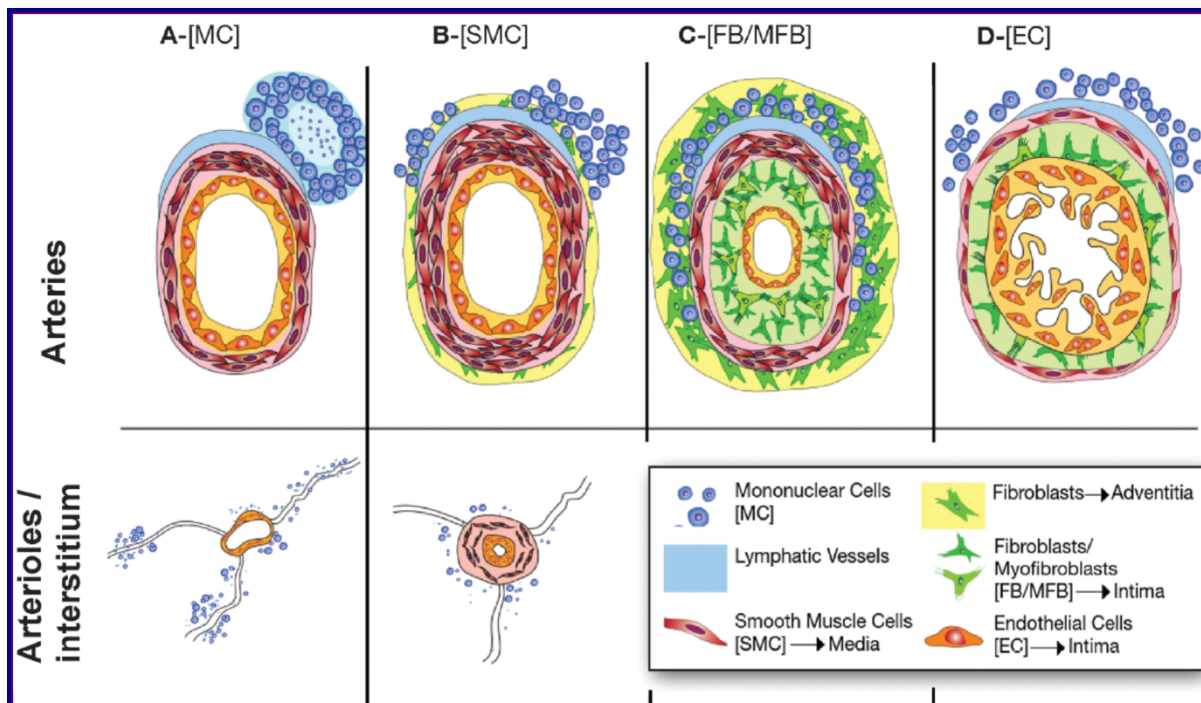 A-[MC]
B-[SMC]
C-[FB/MFB]
D-[EC]
Arteries
Arterioles /
interstitium
Mononuclear Cells
[MC]
Lymphatic Vessels
Smooth Muscle Cells
[SMC] → Media
Fibroblasts → Adventitia
Fibroblasts/
Myofibroblasts
[FB/MFB] → Intima
Endothelial Cells
[EC] → Intima